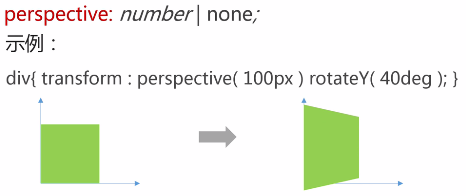 perspective: number | none;
示例：
div{ transform : perspective( 100px ) rotateY( 40deg ); }